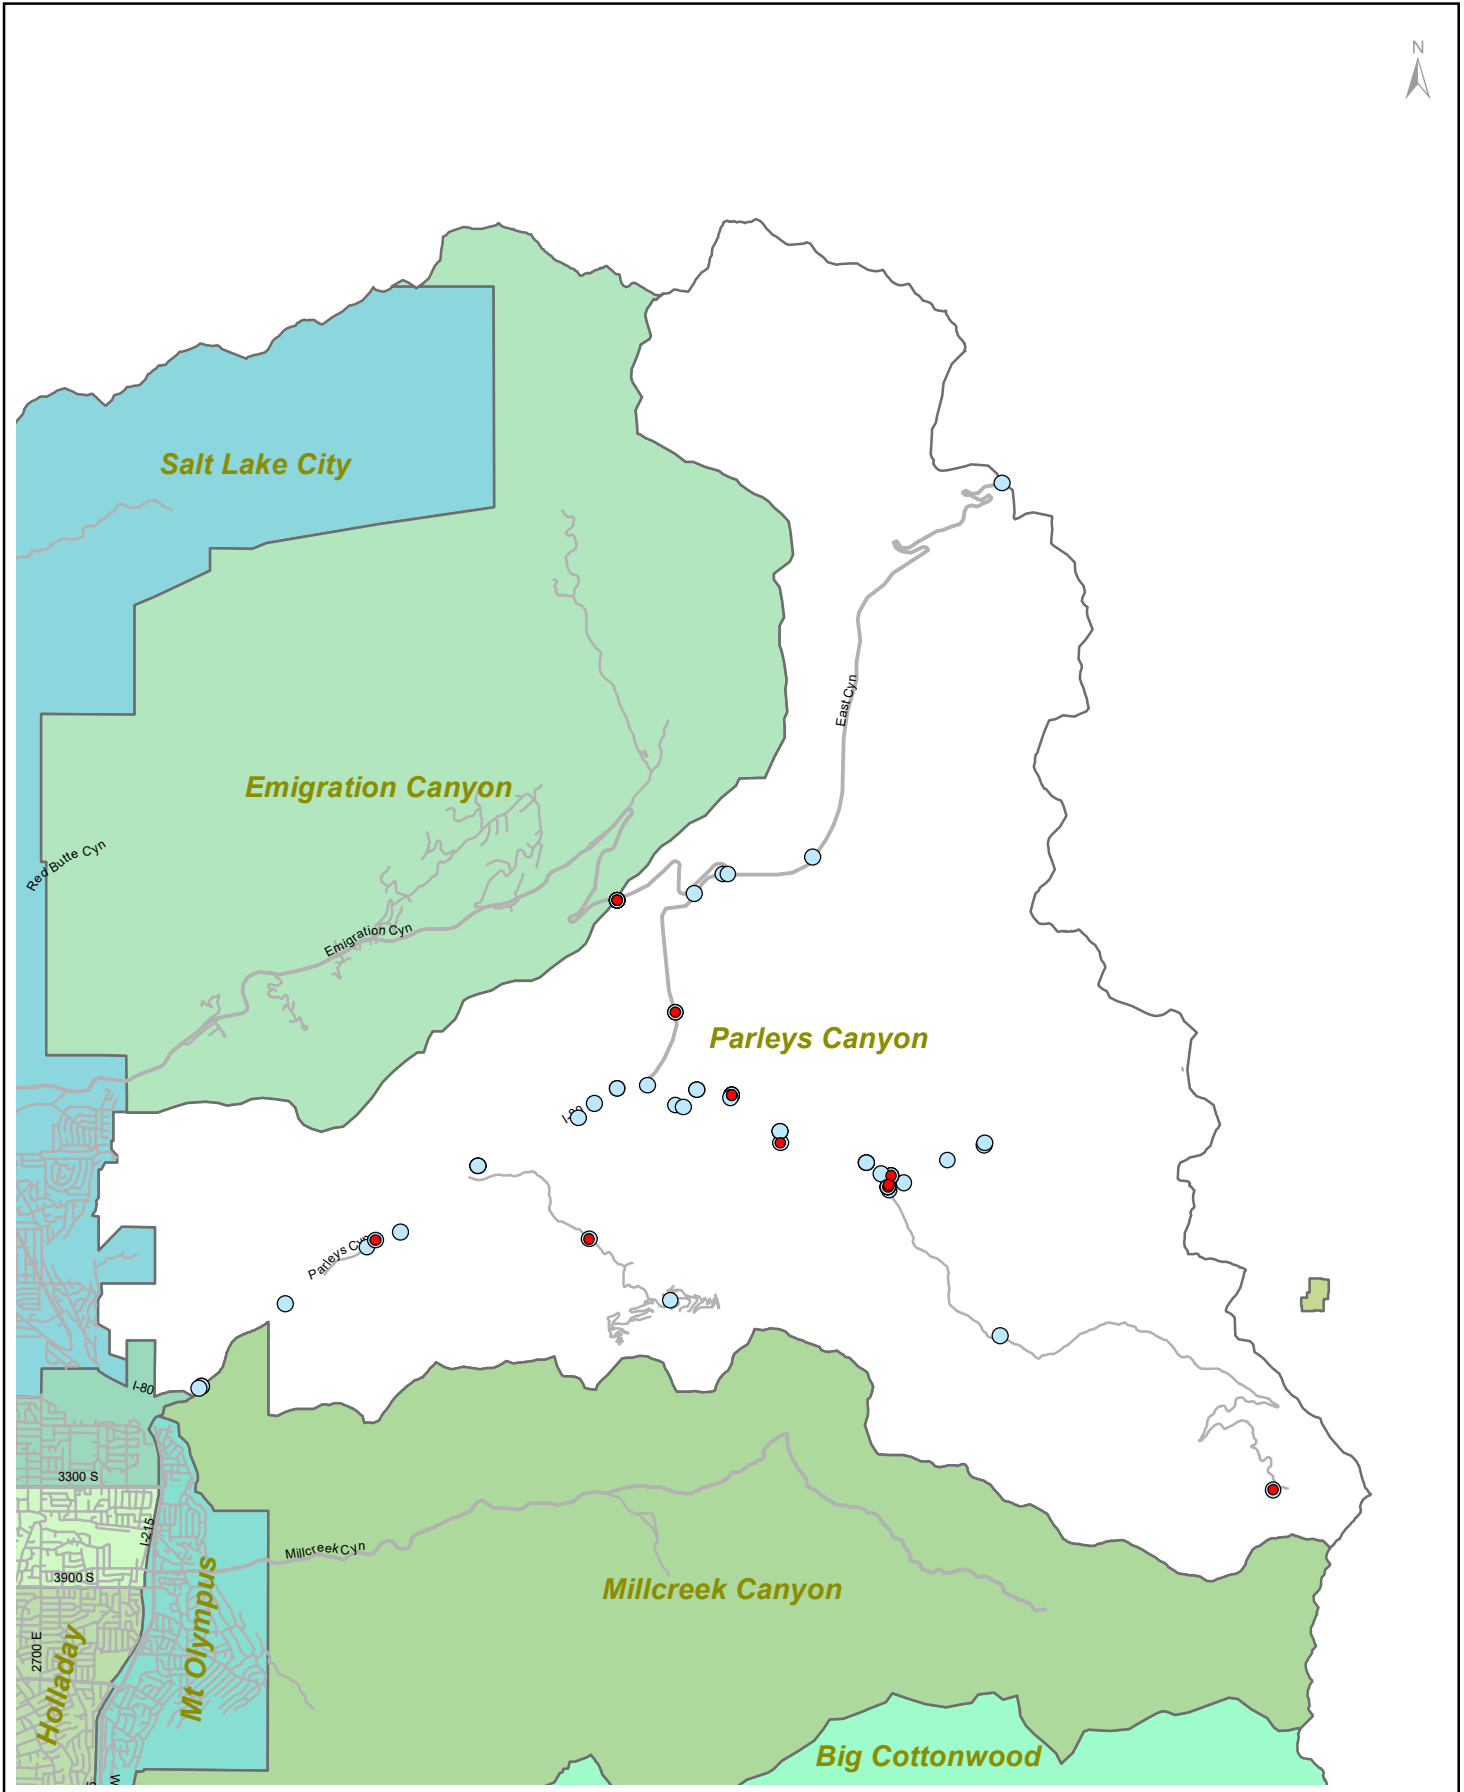 N
Salt Lake City
East Cyn
Emigration Canyon
Red Butte Cyn
Emigration Cyn
Parleys Canyon
I-80
Parleys Cyn
I-80
3300 S
I-215
Millcreek Cyn
3900 S
Millcreek Canyon
Mt Olympus
2700 E
Holladay
Big Cottonwood
W
S